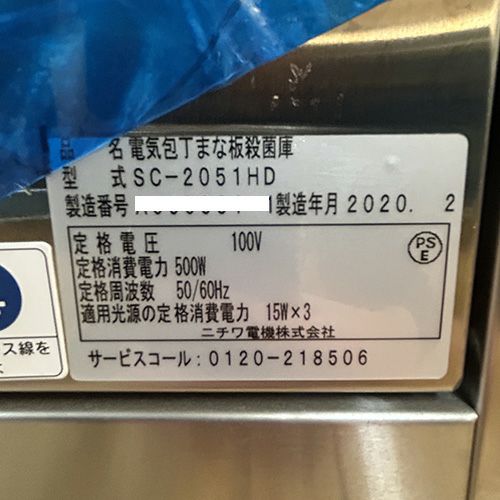 品 名 電気包丁まな板殺菌庫
型 式 SC-2051HD
製造番号 1製造年月 2020. 2
定格電圧 100V
PS E
定格消費電力 500W
定格周波数 50/60Hz
適用光源の定格消費電力 15W×3
ニチワ電機株式会社
サービスコール:0120-218506
ス線を